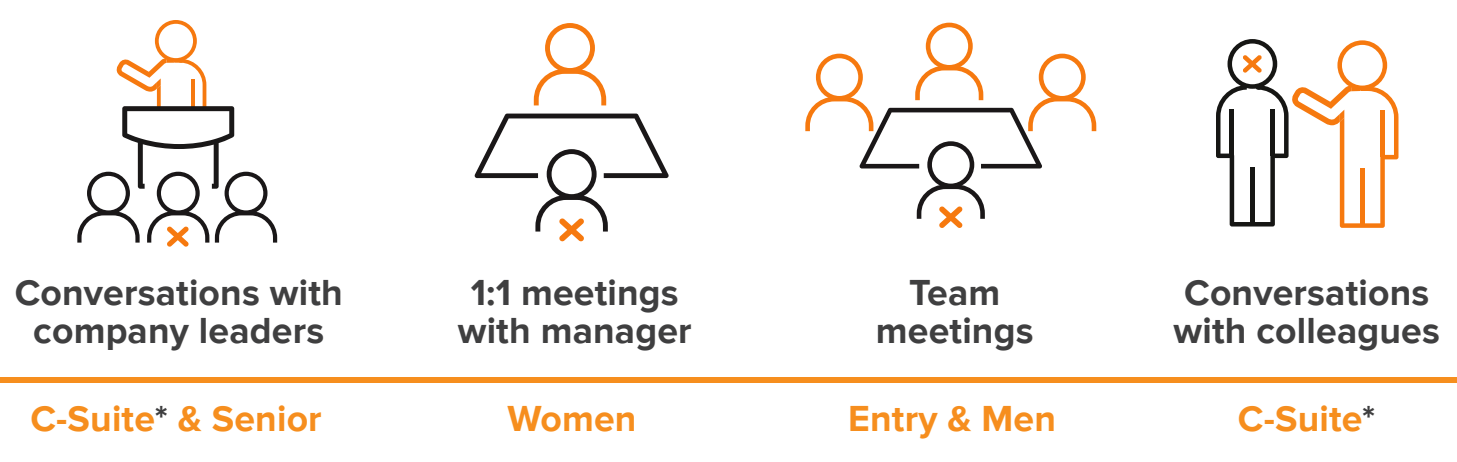 Conversations with
company leaders
1:1 meetings
with manager
Team
meetings
Conversations
with colleagues
C-Suite* & Senior
Women
Entry & Men
C-Suite*